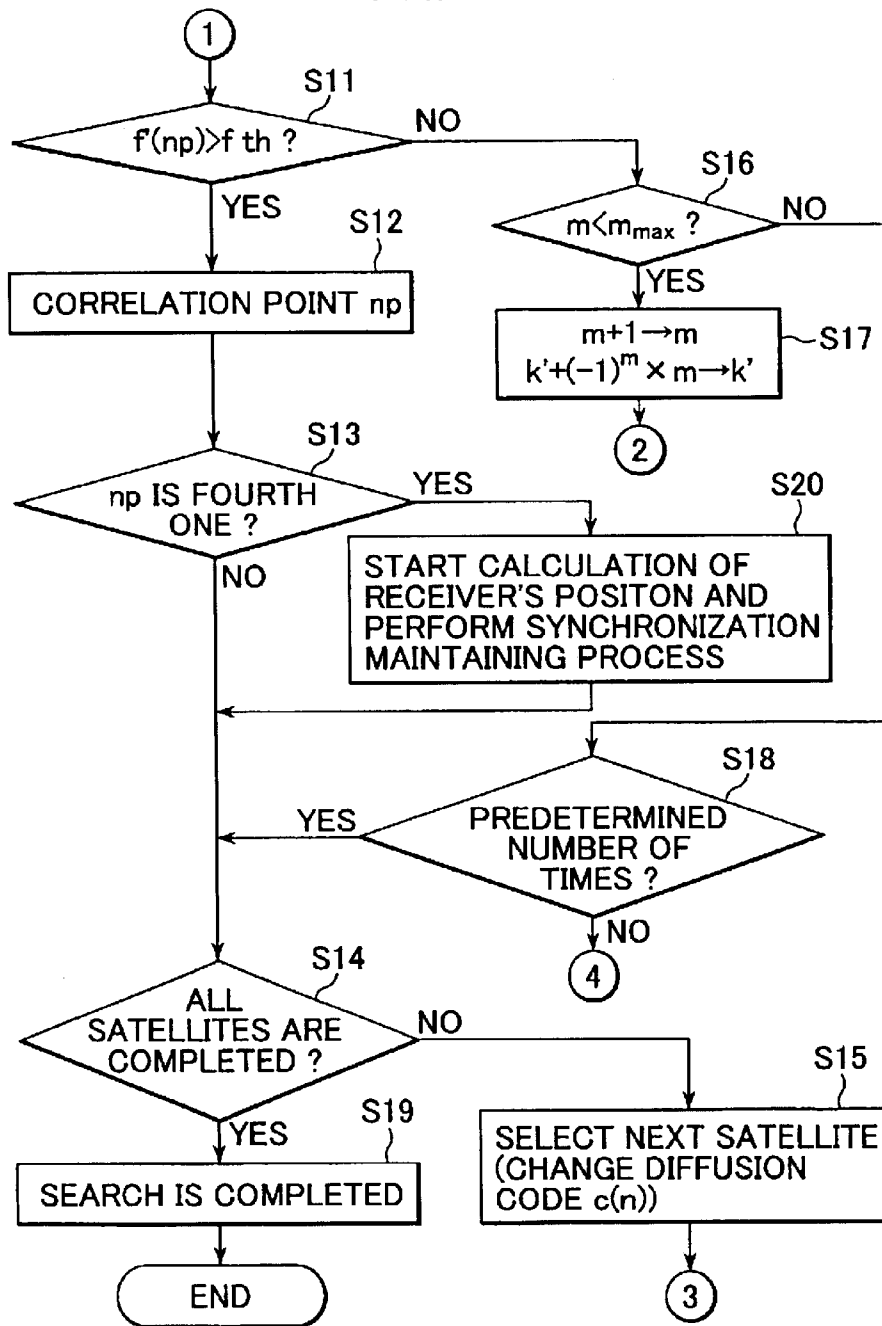 1
S11
f'(np)>f th ?
NO
YES
S16
m<m_max ?
NO
YES
S12
CORRELATION POINT np
m+1→m
k'+(-1)^m × m→k'
S17
2
S13
np IS FOURTH
ONE ?
YES
NO
S20
START CALCULATION OF
RECEIVER'S POSITON AND
PERFORM SYNCHRONIZATION
MAINTAINING PROCESS
S18
PREDETERMINED
NUMBER OF
TIMES ?
YES
NO
4
S14
ALL
SATELLITES ARE
COMPLETED ?
NO
YES
S15
SELECT NEXT SATELLITE
(CHANGE DIFFUSION
CODE c(n))
3
S19
SEARCH IS COMPLETED
END